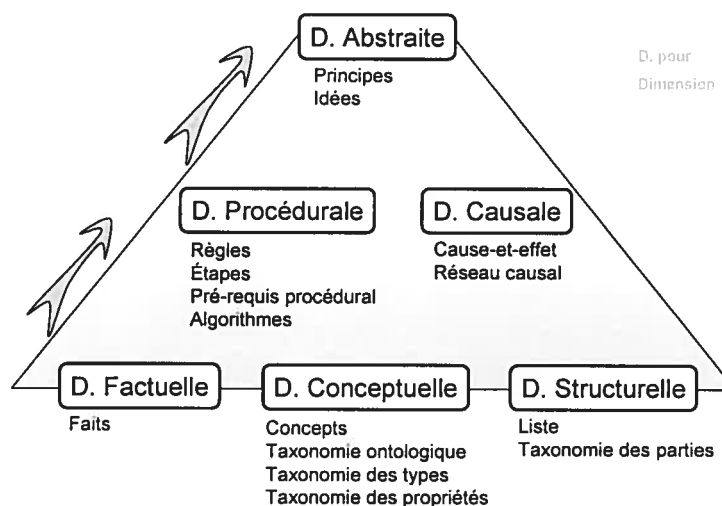 D. Abstraite
Principes
Idées
D. pour
Dimension
D. Procédurale
Règles
Étapes
Pré-requis procédural
Algorithmes
D. Causale
Cause-et-effet
Réseau causal
D. Factuelle
Faits
D. Conceptuelle
Concepts
Taxonomie ontologique
Taxonomie des types
Taxonomie des propriétés
D. Structurelle
Liste
Taxonomie des parties